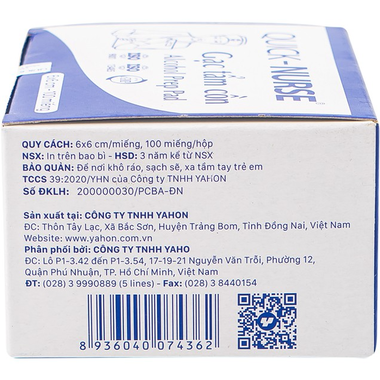 QUICK-NURSE
Gạc tẩm cồn
Alcohol Prep Pad
QUY CÁCH: 6x6 cm/miếng, 100 miếng/hộp
NSX: In trên bao bì - HSD: 3 năm kể từ NSX
BẢO QUẢN: Để nơi khô ráo, sạch sẽ, xa tầm tay trẻ em
TCCS 39:2020/YHN của Công ty TNHH YAHON
Số ĐKLH: 200000030/PCBA-ĐN
Sản xuất tại: CÔNG TY TNHH YAHON
ĐC: Thôn Tây Lạc, Xã Bắc Sơn, Huyện Trảng Bom, Tỉnh Đồng Nai, Việt Nam
Website: www.yahon.com.vn
Phân phối bởi: CÔNG TY TNHH YAHO
ĐC: Lô P1-3.42 đến P1-3.54, 17-19-21 Nguyễn Văn Trỗi, Phường 12,
Quận Phú Nhuận, TP. Hồ Chí Minh, Việt Nam
ĐT: (028) 3 9990889 (5 lines) - Fax: (028) 3 8440154
8 936040 074362